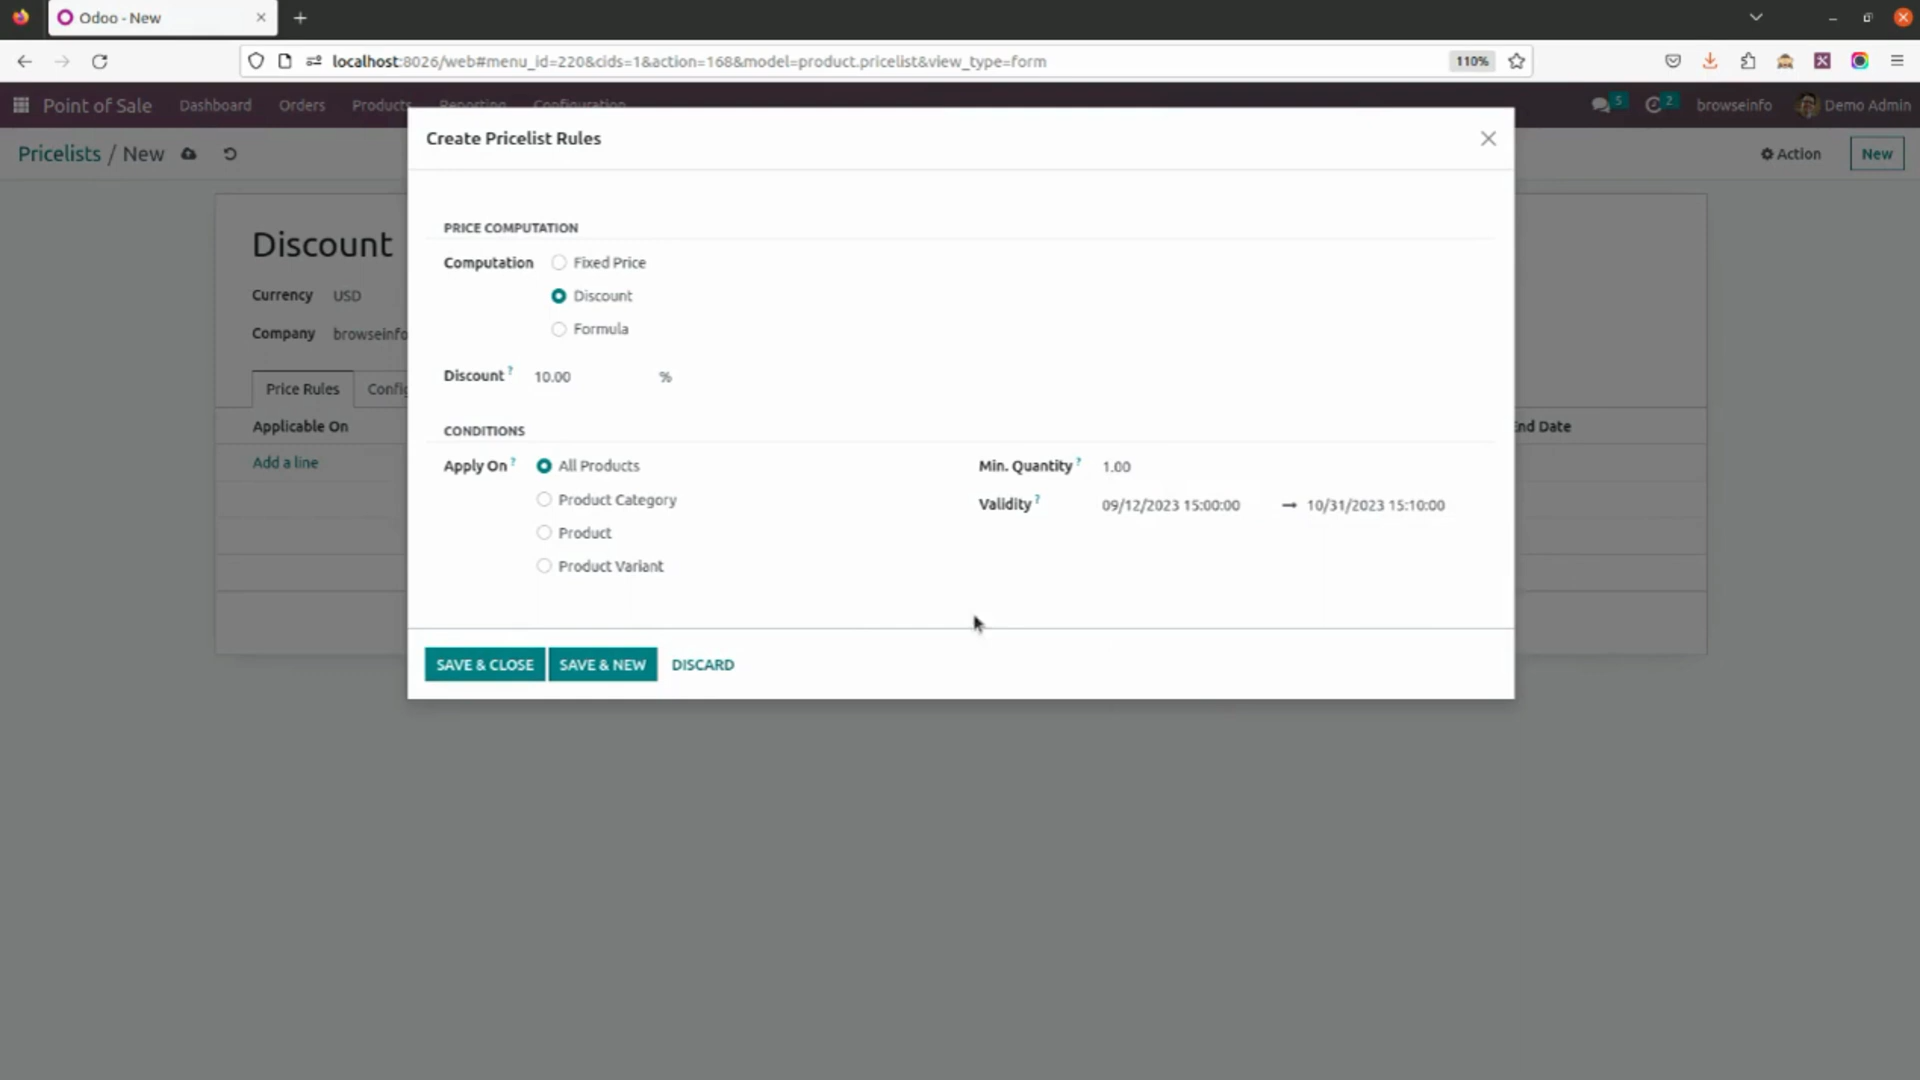 Odoo - New
localhost:8026/web#menu_id=220&cids=1&action=168&model=product.pricelist&view_type=form
110%
Point of Sale Dashboard Orders Products Reporting Configuration 5 2 browseinfo Demo Admin
Pricelists / New Action New
Create Pricelist Rules
Discount
Currency USD
Company browseinfo
Price Rules Config
Applicable On End Date
Add a line
PRICE COMPUTATION
Computation Fixed Price
Discount
Formula
Discount ? 10.00 %
CONDITIONS
Apply On ? All Products Min. Quantity ? 1.00
Product Category Validity ? 09/12/2023 15:00:00 → 10/31/2023 15:10:00
Product
Product Variant
SAVE & CLOSE SAVE & NEW DISCARD